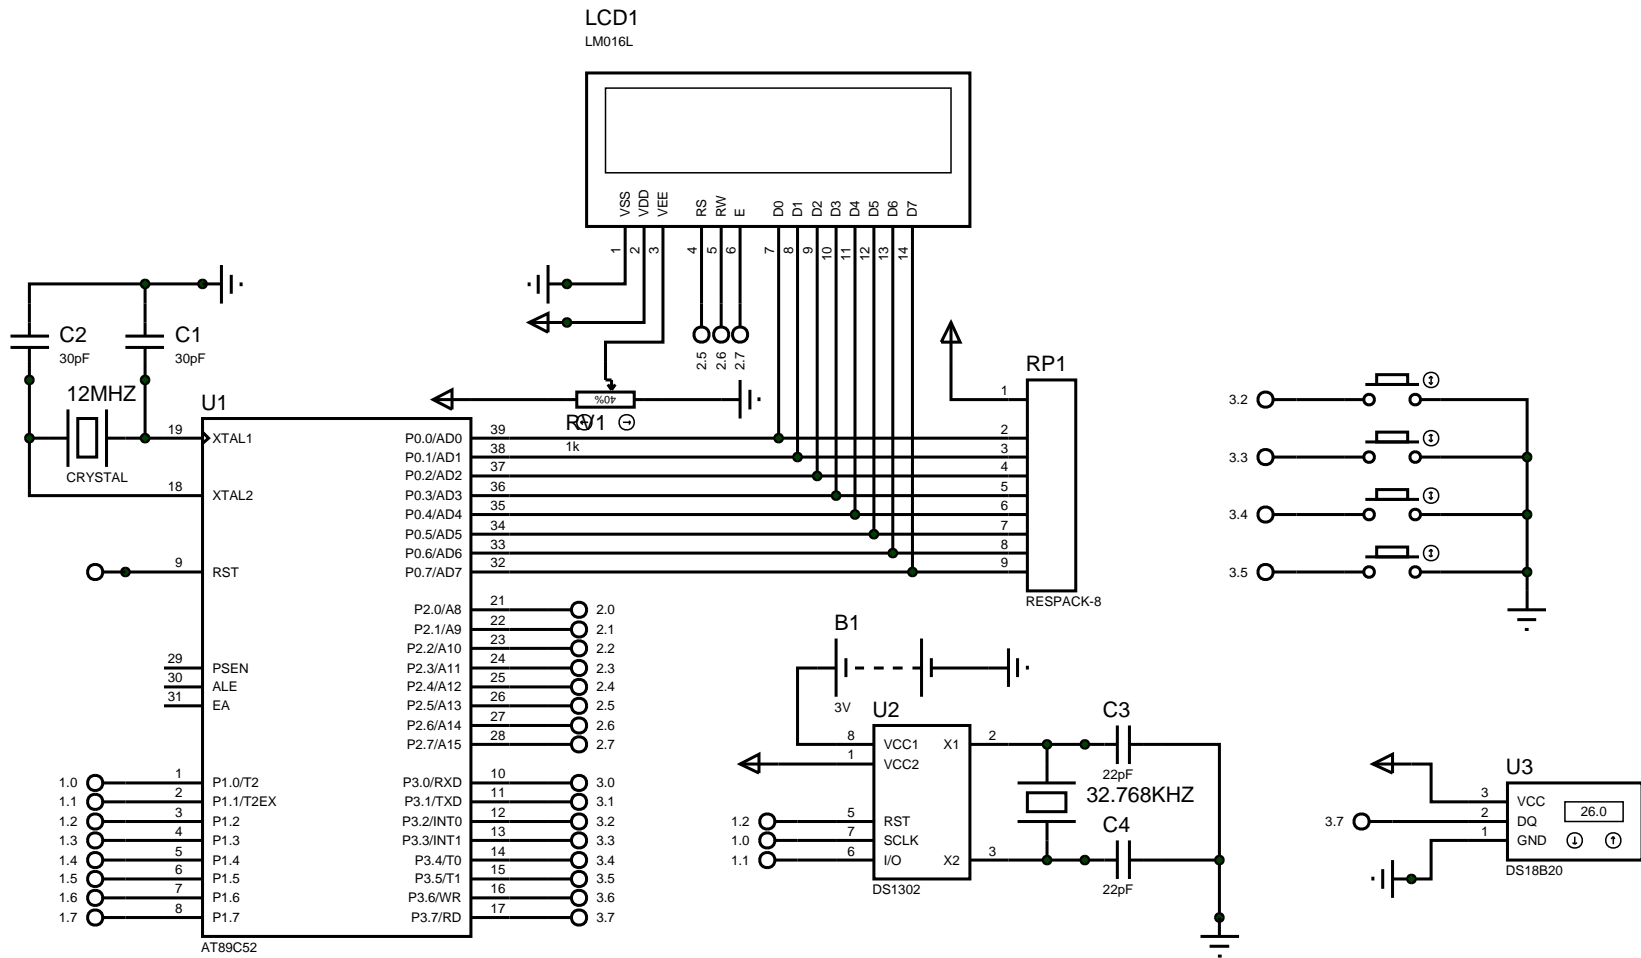 LCD1
LM016L
VSS
VDD
VEE
RS
RW
E
D0
D1
D2
D3
D4
D5
D6
D7
1
2
3
4
5
6
7
8
9
10
11
12
13
14
2.5
2.6
2.7
C2
30pF
C1
30pF
12MHZ
CRYSTAL
40%
RV1
1k
RP1
1
2
3
4
5
6
7
8
9
RESPACK-8
U1
19 XTAL1
18 XTAL2
9 RST
29 PSEN
30 ALE
31 EA
1.0 1 P1.0/T2
1.1 2 P1.1/T2EX
1.2 3 P1.2
1.3 4 P1.3
1.4 5 P1.4
1.5 6 P1.5
1.6 7 P1.6
1.7 8 P1.7
P0.0/AD0 39
P0.1/AD1 38
P0.2/AD2 37
P0.3/AD3 36
P0.4/AD4 35
P0.5/AD5 34
P0.6/AD6 33
P0.7/AD7 32
P2.0/A8 21 2.0
P2.1/A9 22 2.1
P2.2/A10 23 2.2
P2.3/A11 24 2.3
P2.4/A12 25 2.4
P2.5/A13 26 2.5
P2.6/A14 27 2.6
P2.7/A15 28 2.7
P3.0/RXD 10 3.0
P3.1/TXD 11 3.1
P3.2/INT0 12 3.2
P3.3/INT1 13 3.3
P3.4/T0 14 3.4
P3.5/T1 15 3.5
P3.6/WR 16 3.6
P3.7/RD 17 3.7
AT89C52
3.2
3.3
3.4
3.5
B1
3V
U2
8 VCC1 X1 2
1 VCC2
1.2 5 RST
1.0 7 SCLK
1.1 6 I/O X2 3
DS1302
C3
22pF
32.768KHZ
C4
22pF
U3
3 VCC 26.0
3.7 2 DQ
1 GND
DS18B20